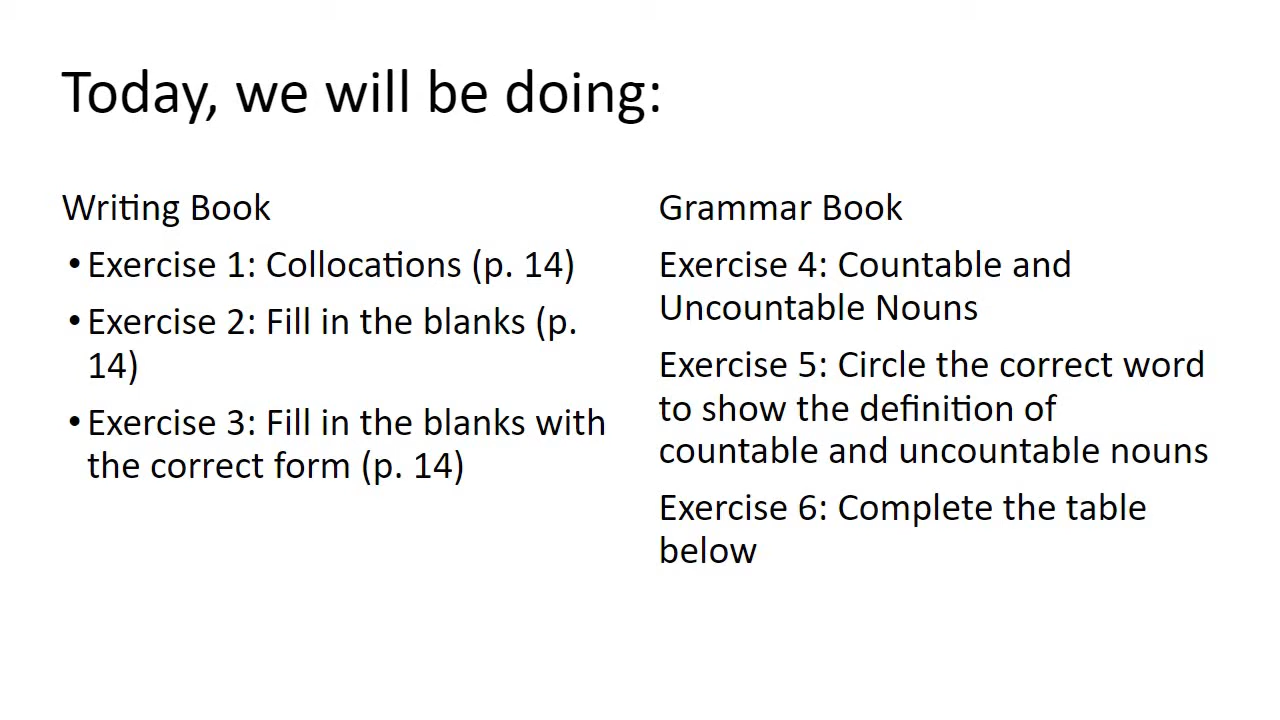 Today, we will be doing:
Writing Book
• Exercise 1: Collocations (p. 14)
• Exercise 2: Fill in the blanks (p.
14)
• Exercise 3: Fill in the blanks with
the correct form (p. 14)
Grammar Book
Exercise 4: Countable and
Uncountable Nouns
Exercise 5: Circle the correct word
to show the definition of
countable and uncountable nouns
Exercise 6: Complete the table
below